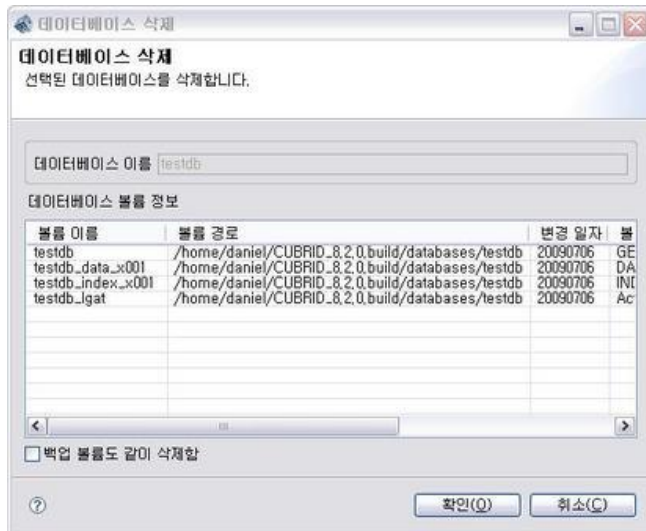 데이터베이스 삭제
데이터베이스 삭제
선택된 데이터베이스를 삭제합니다.
데이터베이스 이름 testdb
데이터베이스 볼륨 정보
볼륨 이름 볼륨 경로 변경 일자 볼
testdb /home/daniel/CUBRID_8,2,0,build/databases/testdb 20090706 GE
testdb_data_x001 /home/daniel/CUBRID_8,2,0,build/databases/testdb 20090706 DA
testdb_index_x001 /home/daniel/CUBRID_8,2,0,build/databases/testdb 20090706 IND
testdb_lgat /home/daniel/CUBRID_8,2,0,build/databases/testdb 20090706 Ac
백업 볼륨도 같이 삭제함
확인(O) 취소(C)